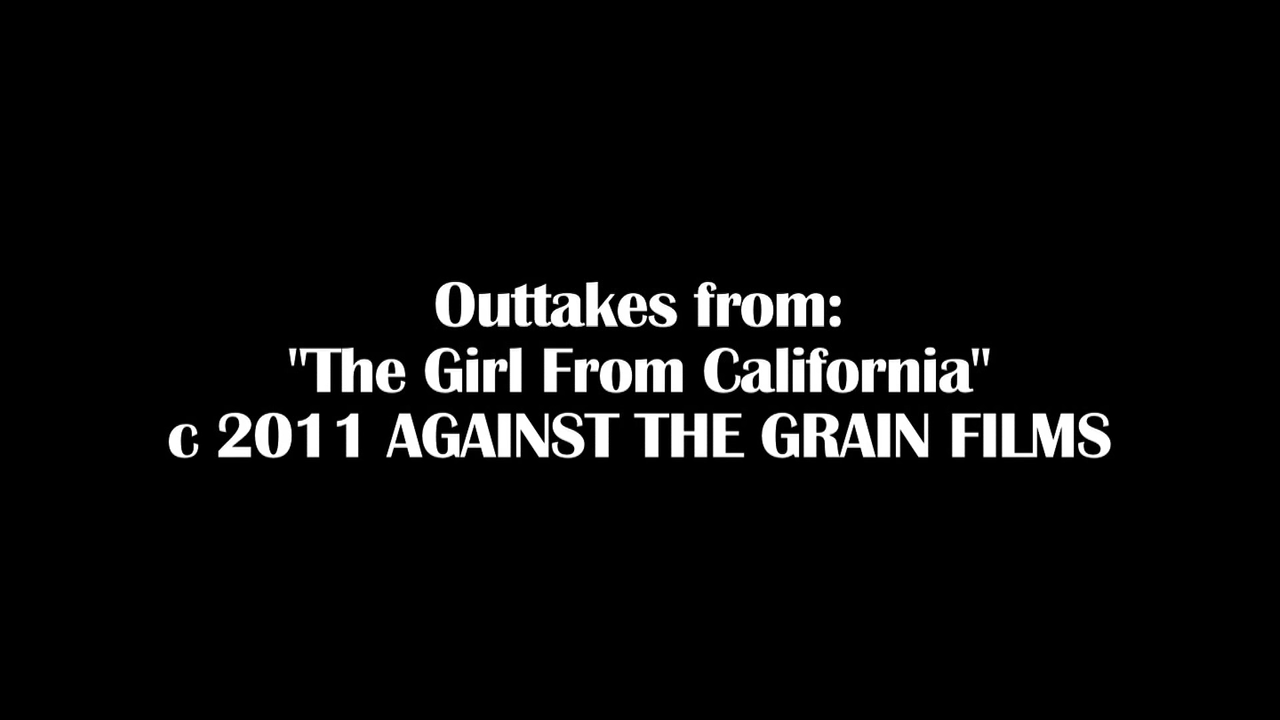 Outtakes from:
"The Girl From California"
c 2011 AGAINST THE GRAIN FILMS